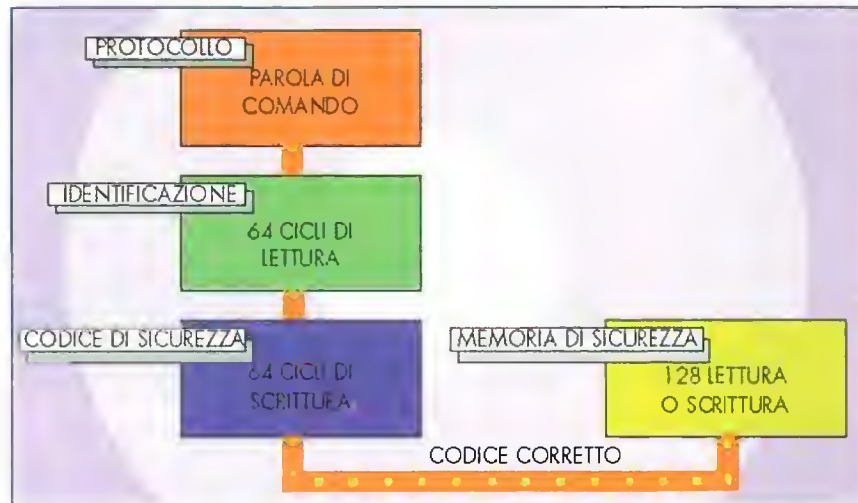 PROTOCOLLO
PAROLA DI
COMANDO
IDENTIFICAZIONE
64 CICLI DI
LETTURA
CODICE DI SICUREZZA
64 CICLI DI
SCRITTURA
MEMORIA DI SICUREZZA
128 LETTURA
O SCRITTURA
CODICE CORRETTO